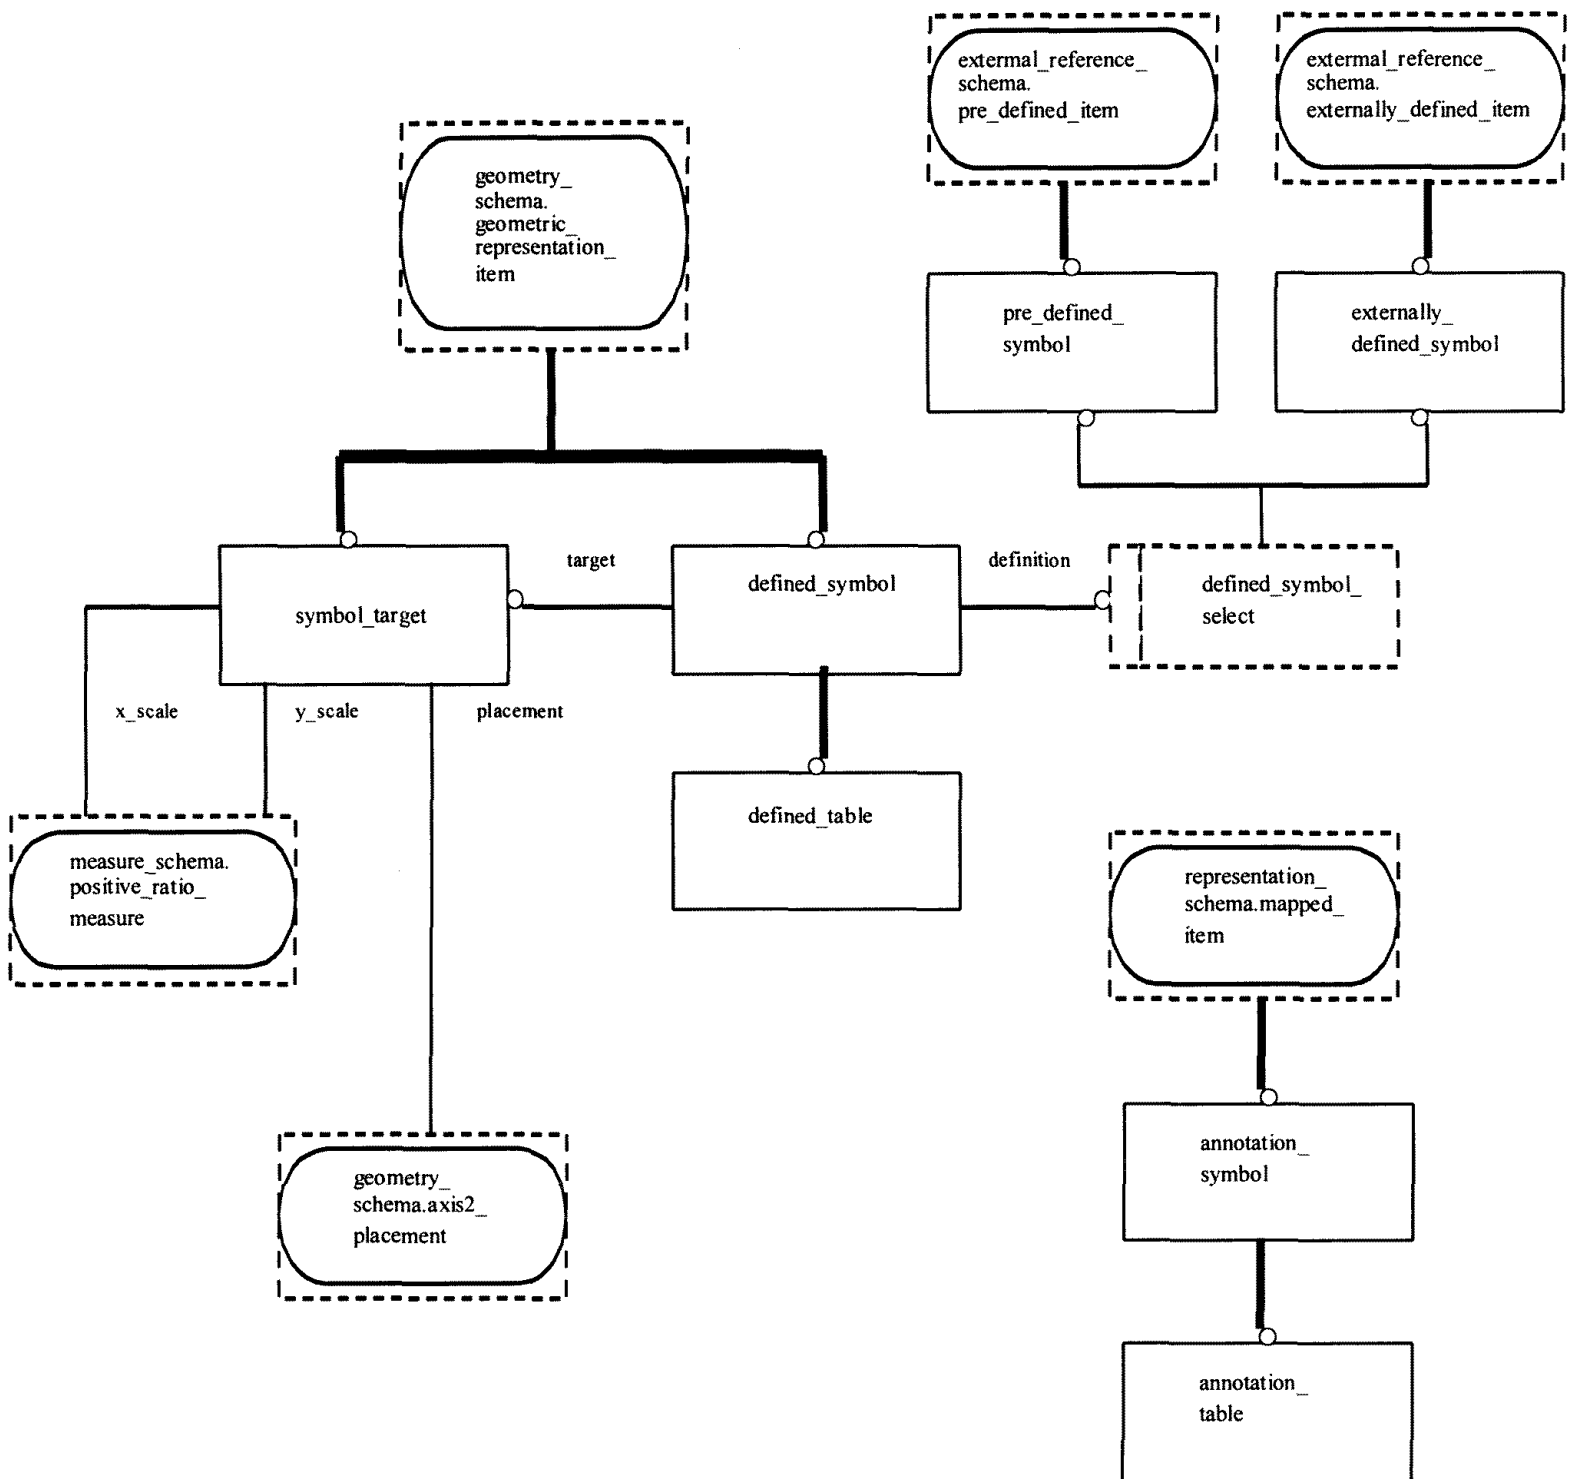 extermal_reference_
schema.
pre_defined_item
extermal_reference_
schema.
externally_defined_item
geometry_
schema.
geometric_
representation_
item
pre_defined_
symbol
externally_
defined_symbol
symbol_target
target
defined_symbol
definition
defined_symbol_
select
x_scale
y_scale
placement
defined_table
measure_schema.
positive_ratio_
measure
representation_
schema.mapped_
item
geometry_
schema.axis2_
placement
annotation_
symbol
annotation_
table